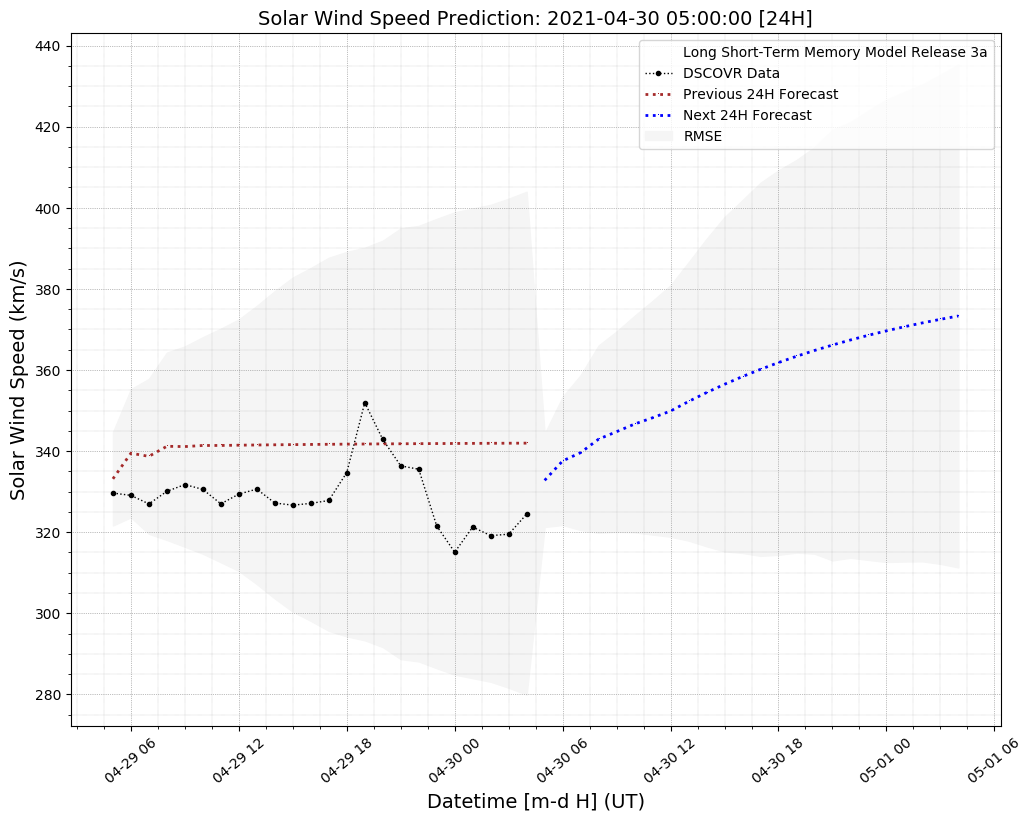 Solar Wind Speed Prediction: 2021-04-30 05:00:00 [24H]
Long Short-Term Memory Model Release 3a
DSCOVR Data
Previous 24H Forecast
Next 24H Forecast
RMSE
Solar Wind Speed (km/s)
440
420
400
380
360
340
320
300
280
04-29 06
04-29 12
04-29 18
04-30 00
04-30 06
04-30 12
04-30 18
05-01 00
05-01 06
Datetime [m-d H] (UT)